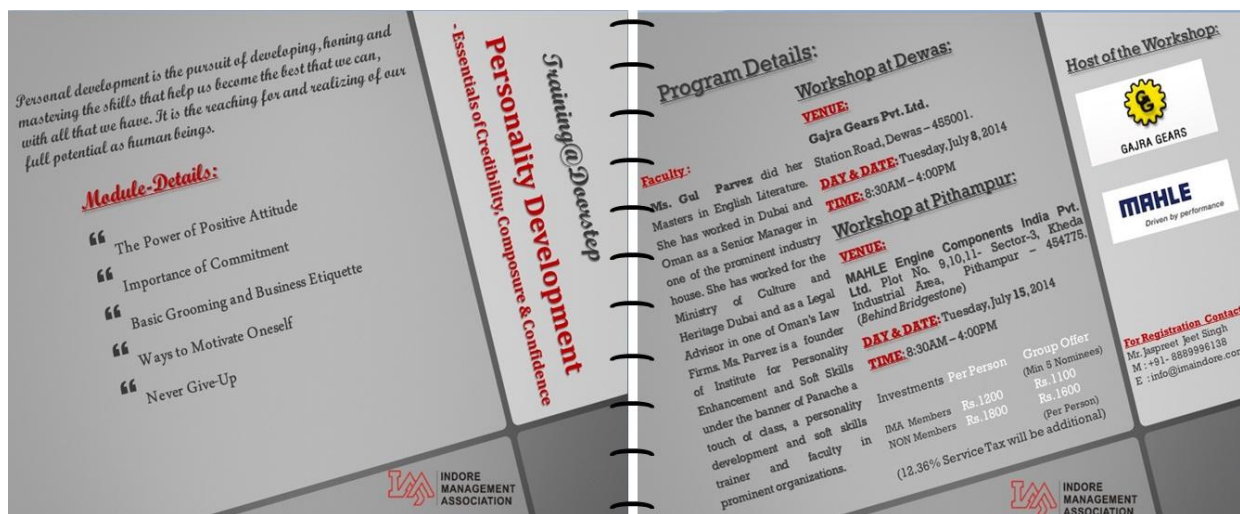 Personal development is the pursuit of developing, honing and
mastering the skills that help us become the best that we can,
with all that we have. It is the reaching for and realizing of our
full potential as human beings.
Module-Details:
The Power of Positive Attitude
Importance of Commitment
Basic Grooming and Business Etiquette
Ways to Motivate Oneself
Never Give-Up
Training@Doorstep
Personality Development
- Essentials of Credibility, Composure & Confidence
IMA
INDORE
MANAGEMENT
ASSOCIATION
Program Details:
Faculty :
Ms. Gul Parvez did her
Masters in English Literature.
She has worked in Dubai and
Oman as a Senior Manager in
one of the prominent industry
house. She has worked for the
Ministry of Culture and
Heritage Dubai and as a Legal
Advisor in one of Oman's Law
Firms. Ms. Parvez is a founder
of Institute for Personality
Enhancement and Soft Skills
under the banner of Panache a
touch of class, a personality
development and soft skills
trainer and faculty in
prominent organizations.
Workshop at Dewas:
VENUE:
Gajra Gears Pvt. Ltd.
Station Road, Dewas – 455001.
DAY & DATE: Tuesday, July 8, 2014
TIME: 8:30AM – 4:00PM
Workshop at Pithampur:
VENUE:
MAHLE Engine Components India Pvt.
Ltd. Plot No. 9,10,11- Sector-3, Kheda
Industrial Area, Pithampur – 454775.
(Behind Bridgestone)
DAY & DATE: Tuesday, July 15, 2014
TIME: 8:30AM – 4:00PM
Investments Per Person Group Offer
(Min 5 Nominees)
IMA Members Rs.1200 Rs.1100
NON Members Rs.1800 Rs.1600
(Per Person)
(12.36% Service Tax will be additional)
Host of the Workshop:
GG
GAJRA GEARS
MAHLE
Driven by performance
For Registration Contact
Mr. Jaspreet Jeet Singh
M : +91- 8889996138
E : info@imaindore.com
IMA
INDORE
MANAGEMENT
ASSOCIATION